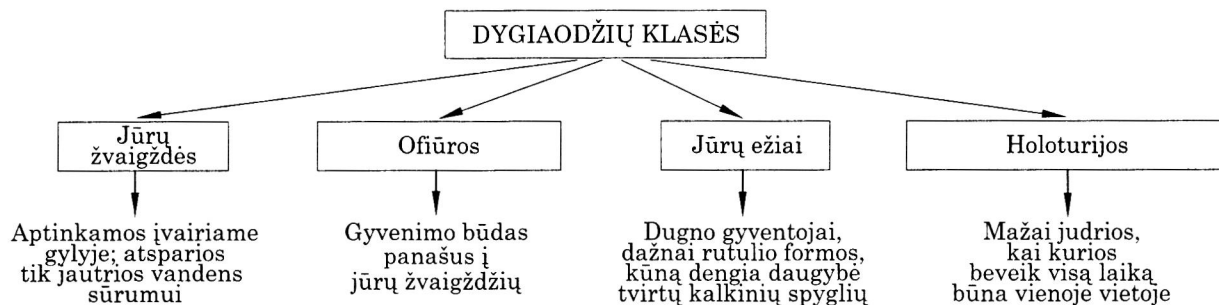 DYGIAODŽIŲ KLASĖS
Jūrų
žvaigždės
Aptinkamos įvairiame
gylyje; atsparios
tik jautrios vandens
sūrumui
Ofiūros
Gyvenimo būdas
panašus į
jūrų žvaigždžių
Jūrų ežiai
Dugno gyventojai,
dažnai rutulio formos,
kūną dengia daugybė
tvirtų kalkinių spyglių
Holoturijos
Mažai judrios,
kai kurios
beveik visą laiką
būna vienoje vietoje